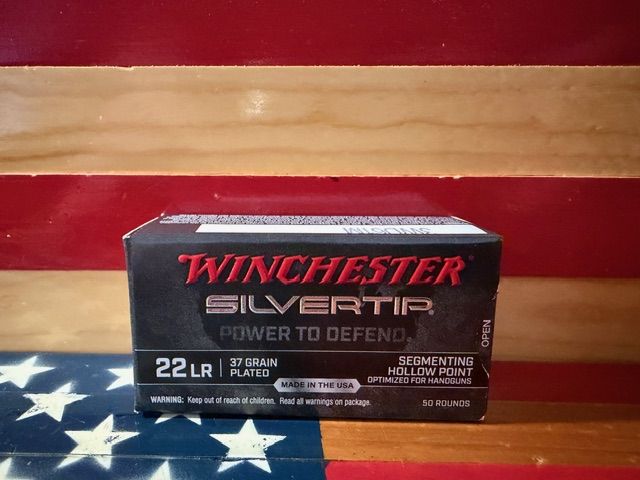 WINCHESTER®
SILVERTIP®
POWER TO DEFEND®
22 LR
37 GRAIN
PLATED
SEGMENTING
HOLLOW POINT
OPTIMIZED FOR HANDGUNS
MADE IN THE USA
WARNING: Keep out of reach of children. Read all warnings on package.
50 ROUNDS
OPEN